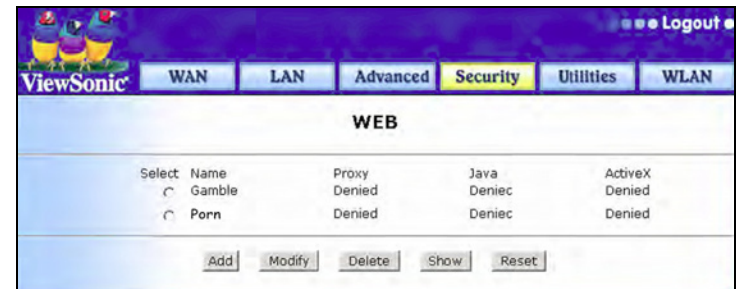 Logout
ViewSonic
WAN LAN Advanced Security Utilities WLAN
WEB
Select Name Proxy Java ActiveX
Gamble Denied Deniec Denied
Porn Denied Deniec Denied
Add Modify Delete Show Reset